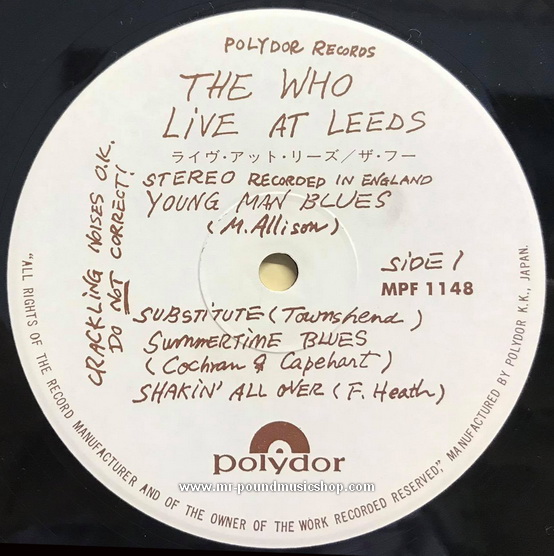 POLYDOR RECORDS
THE WHO
LiVE AT LEEDS
ライヴ・アット・リーズ/ザ・フー
STEREO RECORDED IN ENGLAND
YOUNG MAN BLUES
(M. Allison)
CRACKLING NOISES O.K.
DO NOT CORRECT!
SiDE 1
MPF 1148
SUBSTiTUTE (Townshend)
SUMMERTiME BLUES
(Cochran & Capehart)
SHAKIN' ALL OVER (F. Heath)
polydor
www.mr-poundmusicshop.com
"ALL RIGHTS OF THE RECORD MANUFACTURER AND OF THE OWNER OF THE WORK RECORDED RESERVED," MANUFACTURED BY POLYDOR K.K., JAPAN.